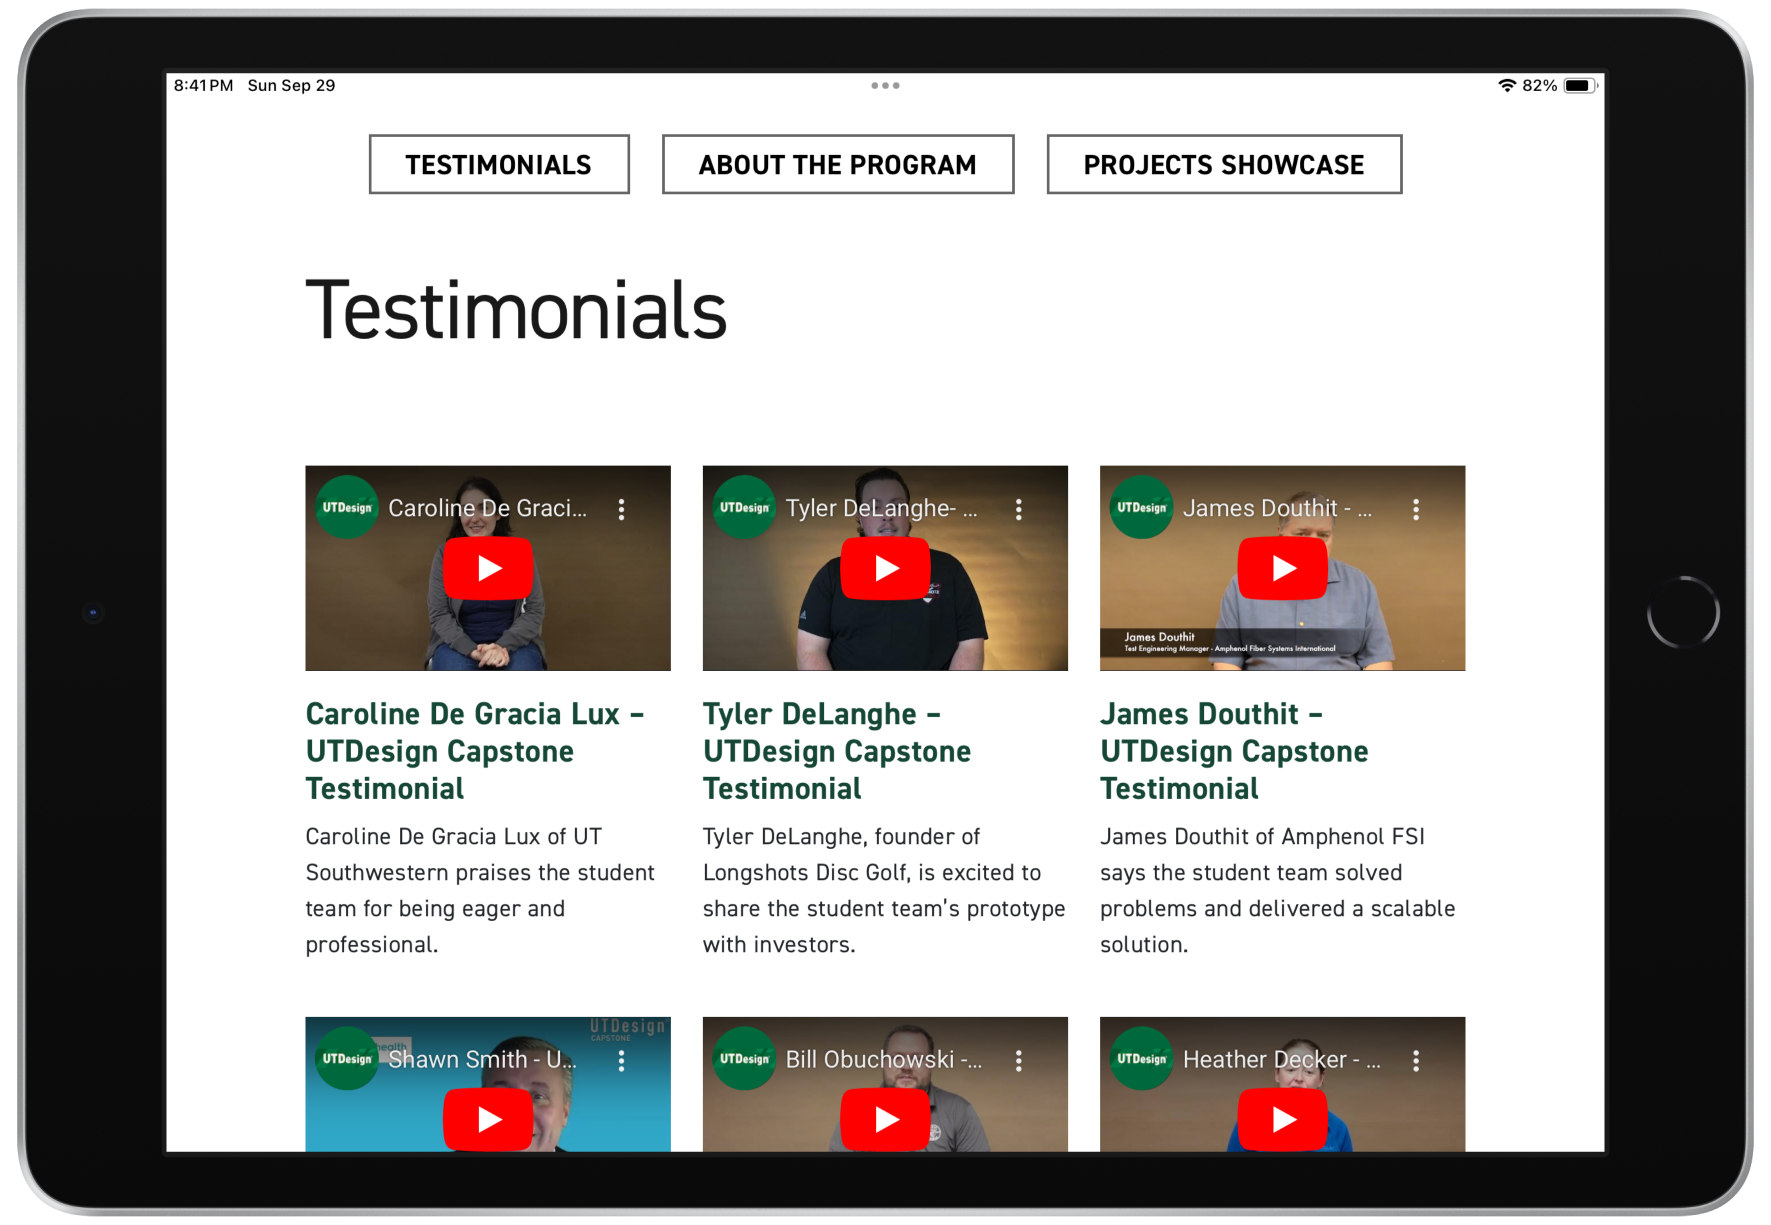 8:41 PM Sun Sep 29
82%
TESTIMONIALS
ABOUT THE PROGRAM
PROJECTS SHOWCASE
Testimonials
UTDesign Caroline De Graci...
UTDesign Tyler DeLanghe- ...
UTDesign James Douthit - ...
James Douthit
Test Engineering Manager - Amphenol Fiber Systems International
Caroline De Gracia Lux –
UTDesign Capstone
Testimonial
Caroline De Gracia Lux of UT
Southwestern praises the student
team for being eager and
professional.
Tyler DeLanghe –
UTDesign Capstone
Testimonial
Tyler DeLanghe, founder of
Longshots Disc Golf, is excited to
share the student team’s prototype
with investors.
James Douthit –
UTDesign Capstone
Testimonial
James Douthit of Amphenol FSI
says the student team solved
problems and delivered a scalable
solution.
UTDesign
CAPSTONE
health
UTDesign Shawn Smith - U...
UTDesign Bill Obuchowski -...
UTDesign Heather Decker - ...